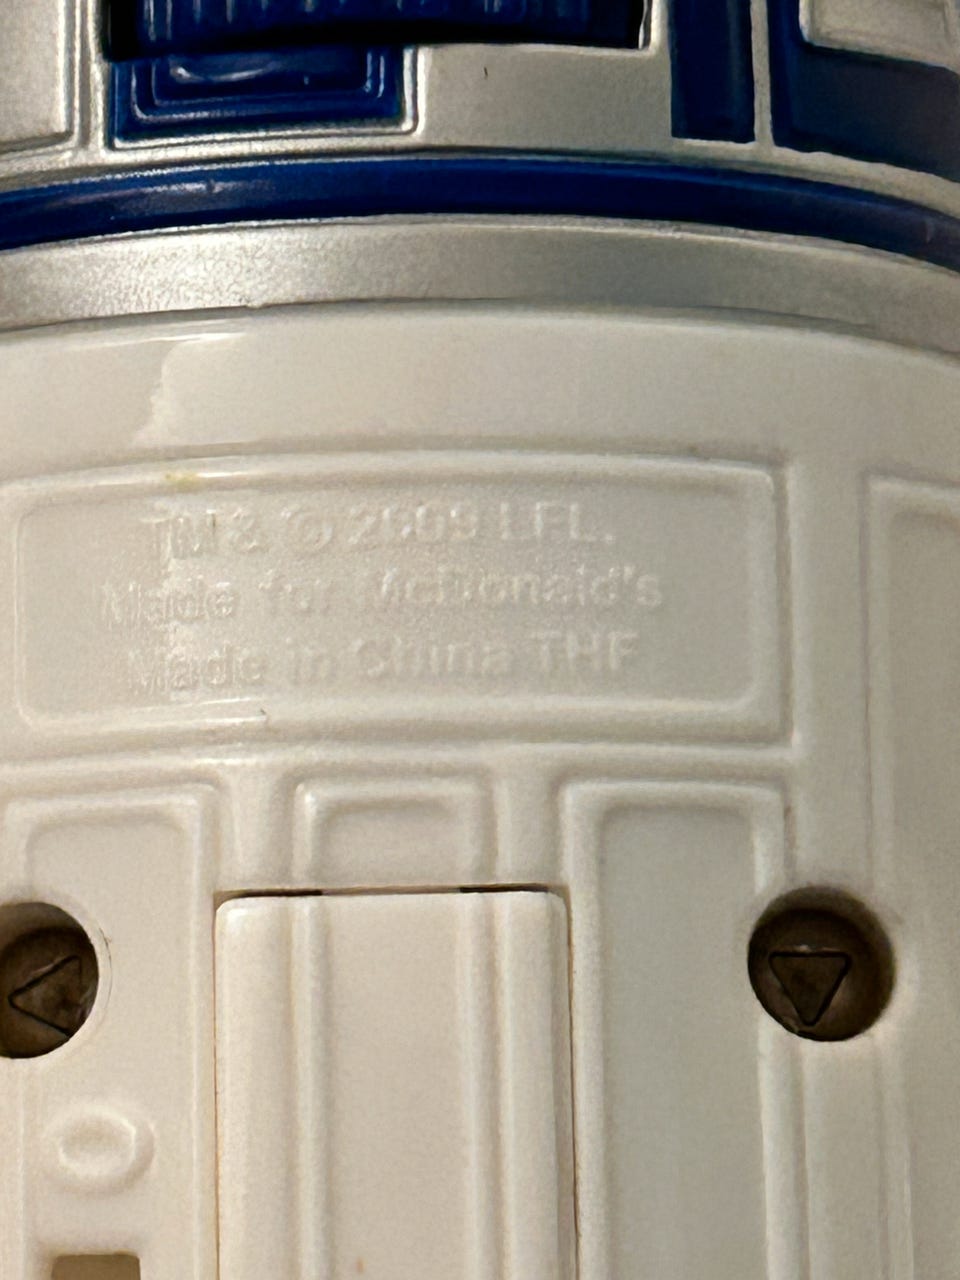 TM & © 2009 LFL.
Made for McDonald's
Made in China THF